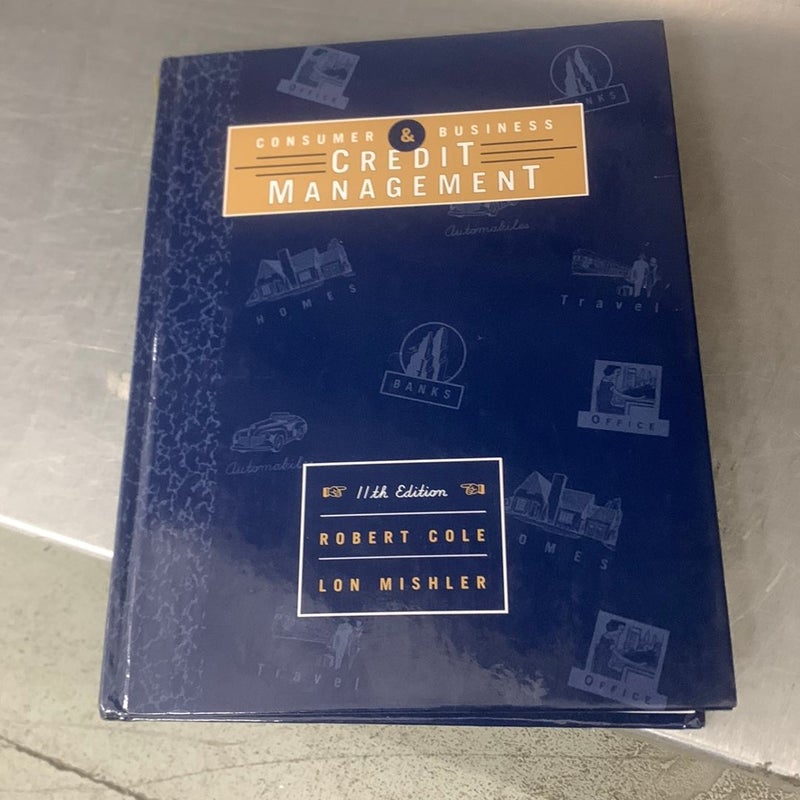 OFFICE
BANKS
CONSUMER & BUSINESS
CREDIT
MANAGEMENT
Automobiles
HOMES
Travel
BANKS
OFFICE
Automobiles
11th Edition
ROBERT COLE
HOMES
LON MISHLER
Travel
OFFICE